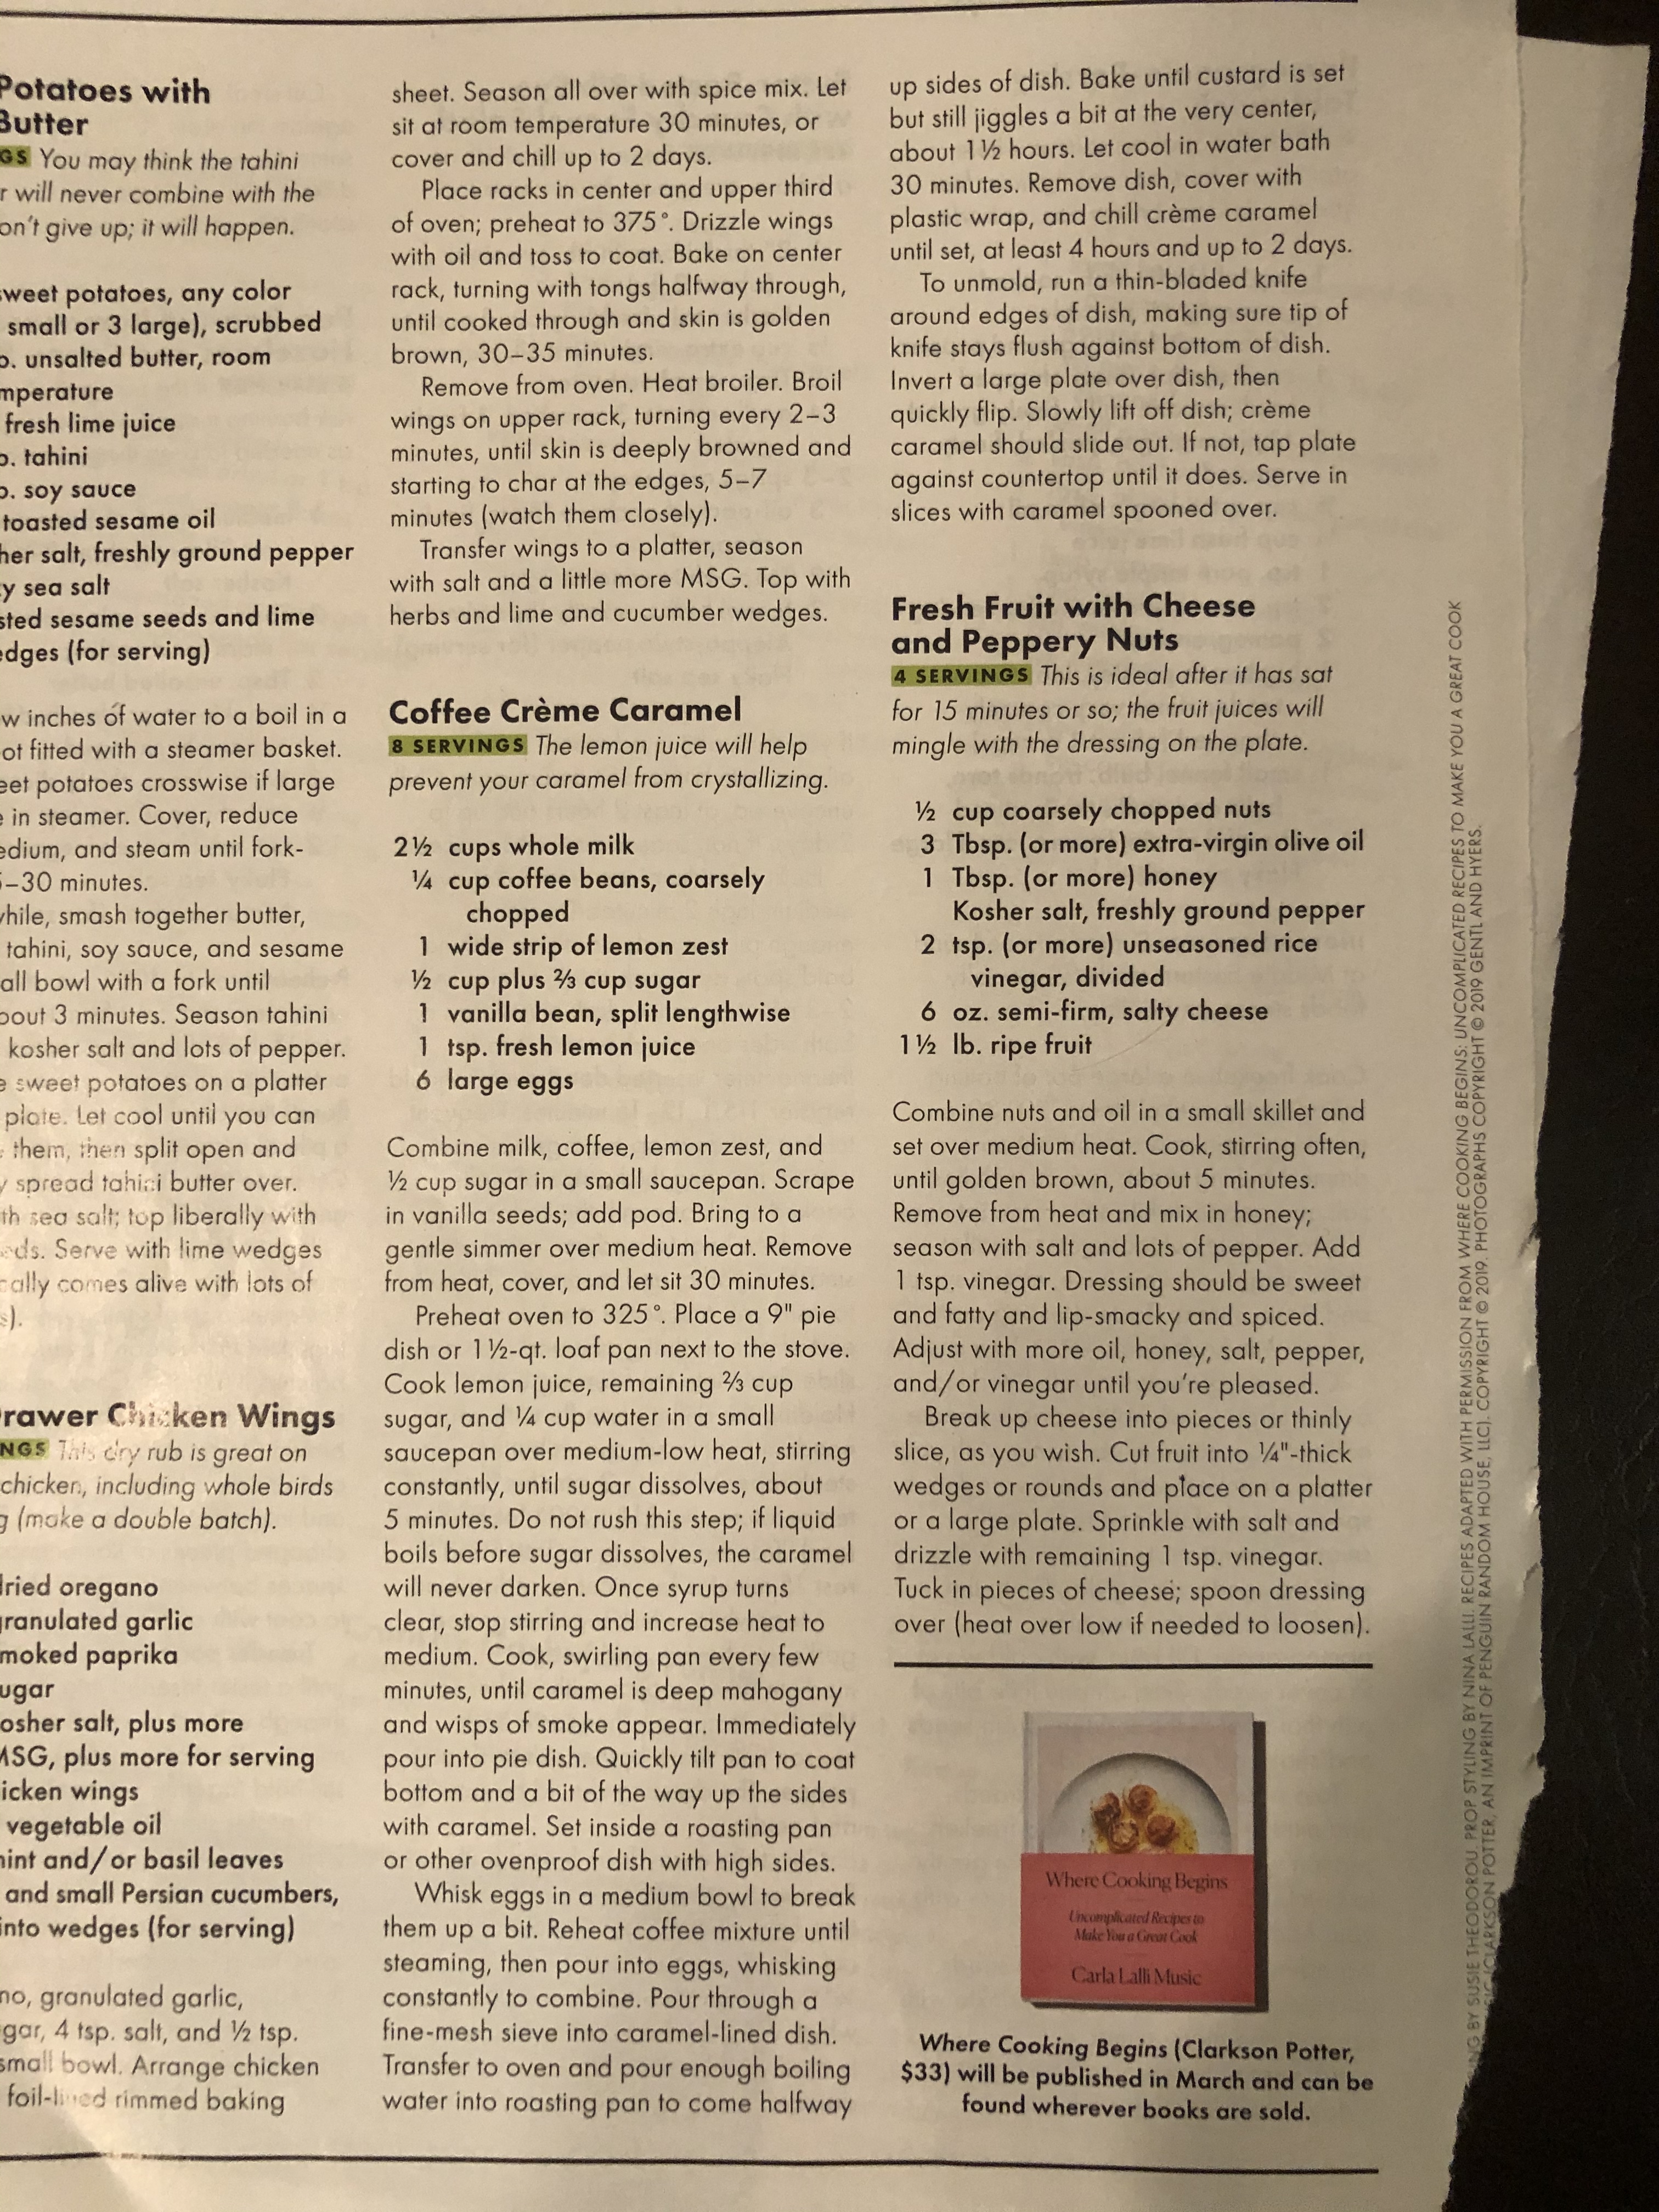 Potatoes with
Butter
GS You may think the tahini
r will never combine with the
on't give up; it will happen.
sweet potatoes, any color
small or 3 large), scrubbed
b. unsalted butter, room
mperature
fresh lime juice
b. tahini
b. soy sauce
toasted sesame oil
her salt, freshly ground pepper
y sea salt
sted sesame seeds and lime
edges (for serving)
w inches of water to a boil in a
ot fitted with a steamer basket.
eet potatoes crosswise if large
e in steamer. Cover, reduce
edium, and steam until fork-
5–30 minutes.
while, smash together butter,
tahini, soy sauce, and sesame
all bowl with a fork until
bout 3 minutes. Season tahini
kosher salt and lots of pepper.
e sweet potatoes on a platter
plate. Let cool until you can
them, then split open and
y spread tahini butter over.
th sea salt; top liberally with
eds. Serve with lime wedges
cally comes alive with lots of
s).
Drawer Chicken Wings
NGS This dry rub is great on
chicken, including whole birds
g (make a double batch).
dried oregano
granulated garlic
moked paprika
ugar
osher salt, plus more
MSG, plus more for serving
icken wings
vegetable oil
mint and/or basil leaves
and small Persian cucumbers,
into wedges (for serving)
no, granulated garlic,
gar, 4 tsp. salt, and ½ tsp.
small bowl. Arrange chicken
foil-lined rimmed baking
sheet. Season all over with spice mix. Let
sit at room temperature 30 minutes, or
cover and chill up to 2 days.
Place racks in center and upper third
of oven; preheat to 375°. Drizzle wings
with oil and toss to coat. Bake on center
rack, turning with tongs halfway through,
until cooked through and skin is golden
brown, 30–35 minutes.
Remove from oven. Heat broiler. Broil
wings on upper rack, turning every 2–3
minutes, until skin is deeply browned and
starting to char at the edges, 5–7
minutes (watch them closely).
Transfer wings to a platter, season
with salt and a little more MSG. Top with
herbs and lime and cucumber wedges.
Coffee Crème Caramel
8 SERVINGS The lemon juice will help
prevent your caramel from crystallizing.
2½ cups whole milk
¼ cup coffee beans, coarsely
chopped
1 wide strip of lemon zest
½ cup plus ⅔ cup sugar
1 vanilla bean, split lengthwise
1 tsp. fresh lemon juice
6 large eggs
Combine milk, coffee, lemon zest, and
½ cup sugar in a small saucepan. Scrape
in vanilla seeds; add pod. Bring to a
gentle simmer over medium heat. Remove
from heat, cover, and let sit 30 minutes.
Preheat oven to 325°. Place a 9" pie
dish or 1½-qt. loaf pan next to the stove.
Cook lemon juice, remaining ⅔ cup
sugar, and ¼ cup water in a small
saucepan over medium-low heat, stirring
constantly, until sugar dissolves, about
5 minutes. Do not rush this step; if liquid
boils before sugar dissolves, the caramel
will never darken. Once syrup turns
clear, stop stirring and increase heat to
medium. Cook, swirling pan every few
minutes, until caramel is deep mahogany
and wisps of smoke appear. Immediately
pour into pie dish. Quickly tilt pan to coat
bottom and a bit of the way up the sides
with caramel. Set inside a roasting pan
or other ovenproof dish with high sides.
Whisk eggs in a medium bowl to break
them up a bit. Reheat coffee mixture until
steaming, then pour into eggs, whisking
constantly to combine. Pour through a
fine-mesh sieve into caramel-lined dish.
Transfer to oven and pour enough boiling
water into roasting pan to come halfway
up sides of dish. Bake until custard is set
but still jiggles a bit at the very center,
about 1½ hours. Let cool in water bath
30 minutes. Remove dish, cover with
plastic wrap, and chill crème caramel
until set, at least 4 hours and up to 2 days.
To unmold, run a thin-bladed knife
around edges of dish, making sure tip of
knife stays flush against bottom of dish.
Invert a large plate over dish, then
quickly flip. Slowly lift off dish; crème
caramel should slide out. If not, tap plate
against countertop until it does. Serve in
slices with caramel spooned over.
Fresh Fruit with Cheese
and Peppery Nuts
4 SERVINGS This is ideal after it has sat
for 15 minutes or so; the fruit juices will
mingle with the dressing on the plate.
½ cup coarsely chopped nuts
3 Tbsp. (or more) extra-virgin olive oil
1 Tbsp. (or more) honey
Kosher salt, freshly ground pepper
2 tsp. (or more) unseasoned rice
vinegar, divided
6 oz. semi-firm, salty cheese
1½ lb. ripe fruit
Combine nuts and oil in a small skillet and
set over medium heat. Cook, stirring often,
until golden brown, about 5 minutes.
Remove from heat and mix in honey;
season with salt and lots of pepper. Add
1 tsp. vinegar. Dressing should be sweet
and fatty and lip-smacky and spiced.
Adjust with more oil, honey, salt, pepper,
and/or vinegar until you're pleased.
Break up cheese into pieces or thinly
slice, as you wish. Cut fruit into ¼"-thick
wedges or rounds and place on a platter
or a large plate. Sprinkle with salt and
drizzle with remaining 1 tsp. vinegar.
Tuck in pieces of cheese; spoon dressing
over (heat over low if needed to loosen).
Where Cooking Begins
Uncomplicated Recipes to
Make You a Great Cook
Carla Lalli Music
Where Cooking Begins (Clarkson Potter,
$33) will be published in March and can be
found wherever books are sold.
NG BY SUSIE THEODOROU. PROP STYLING BY NINA LALLI. RECIPES ADAPTED WITH PERMISSION FROM WHERE COOKING BEGINS: UNCOMPLICATED RECIPES TO MAKE YOU A GREAT COOK
(CLARKSON POTTER, AN IMPRINT OF PENGUIN RANDOM HOUSE, LLC). COPYRIGHT © 2019. PHOTOGRAPHS COPYRIGHT © 2019 GENTL AND HYERS.